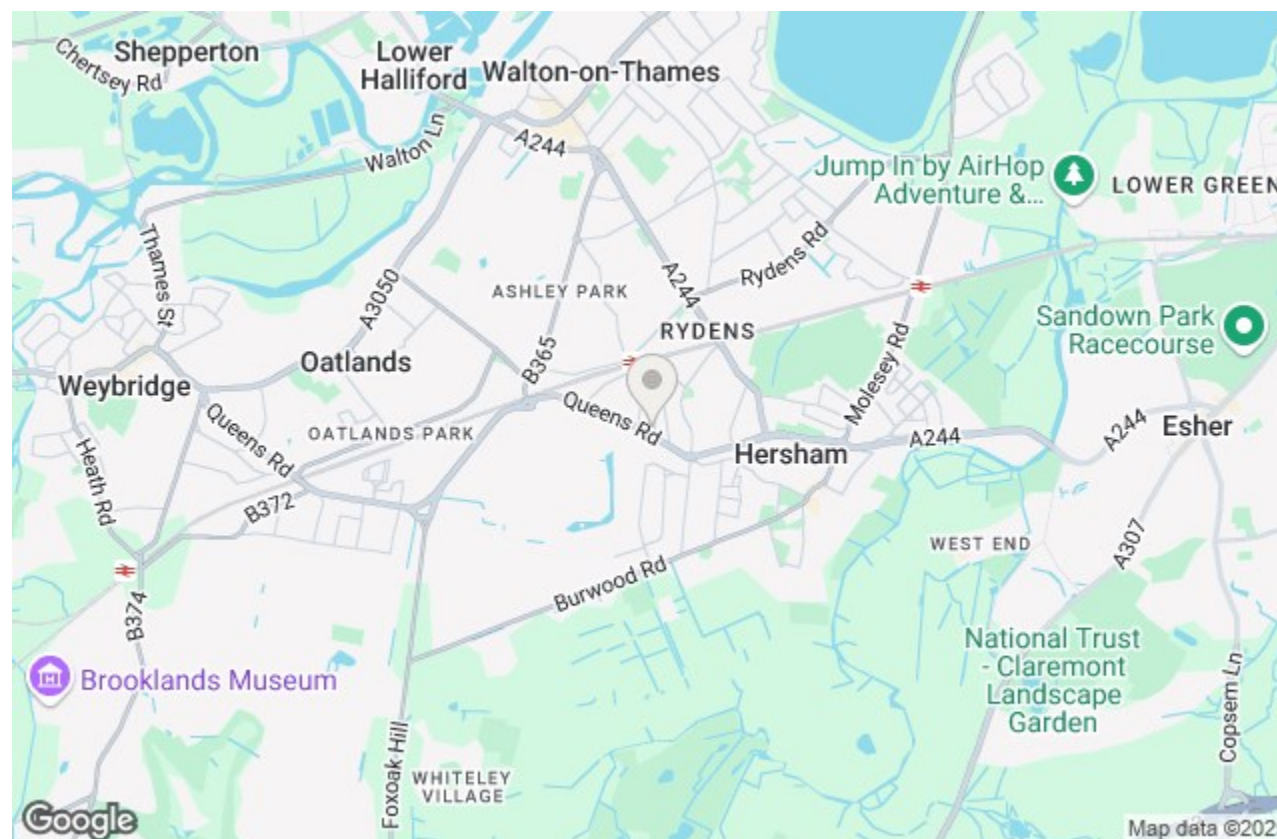 Shepperton
Lower
Halliford
Walton-on-Thames
Chertsey Rd
Walton Ln
A244
Jump In by AirHop
Adventure &...
LOWER GREEN
Thames St
A3050
ASHLEY PARK
A244
Rydens Rd
RYDENS
Sandown Park
Racecourse
Oatlands
B365
Molesey Rd
Weybridge
Queens Rd
OATLANDS PARK
Queens Rd
Hersham
A244
A244
Esher
Heath Rd
B372
WEST END
A307
Burwood Rd
B374
National Trust
- Claremont
Landscape
Garden
Brooklands Museum
Copsem Ln
Foxoak Hill
WHITELEY
VILLAGE
Google
Map data ©202